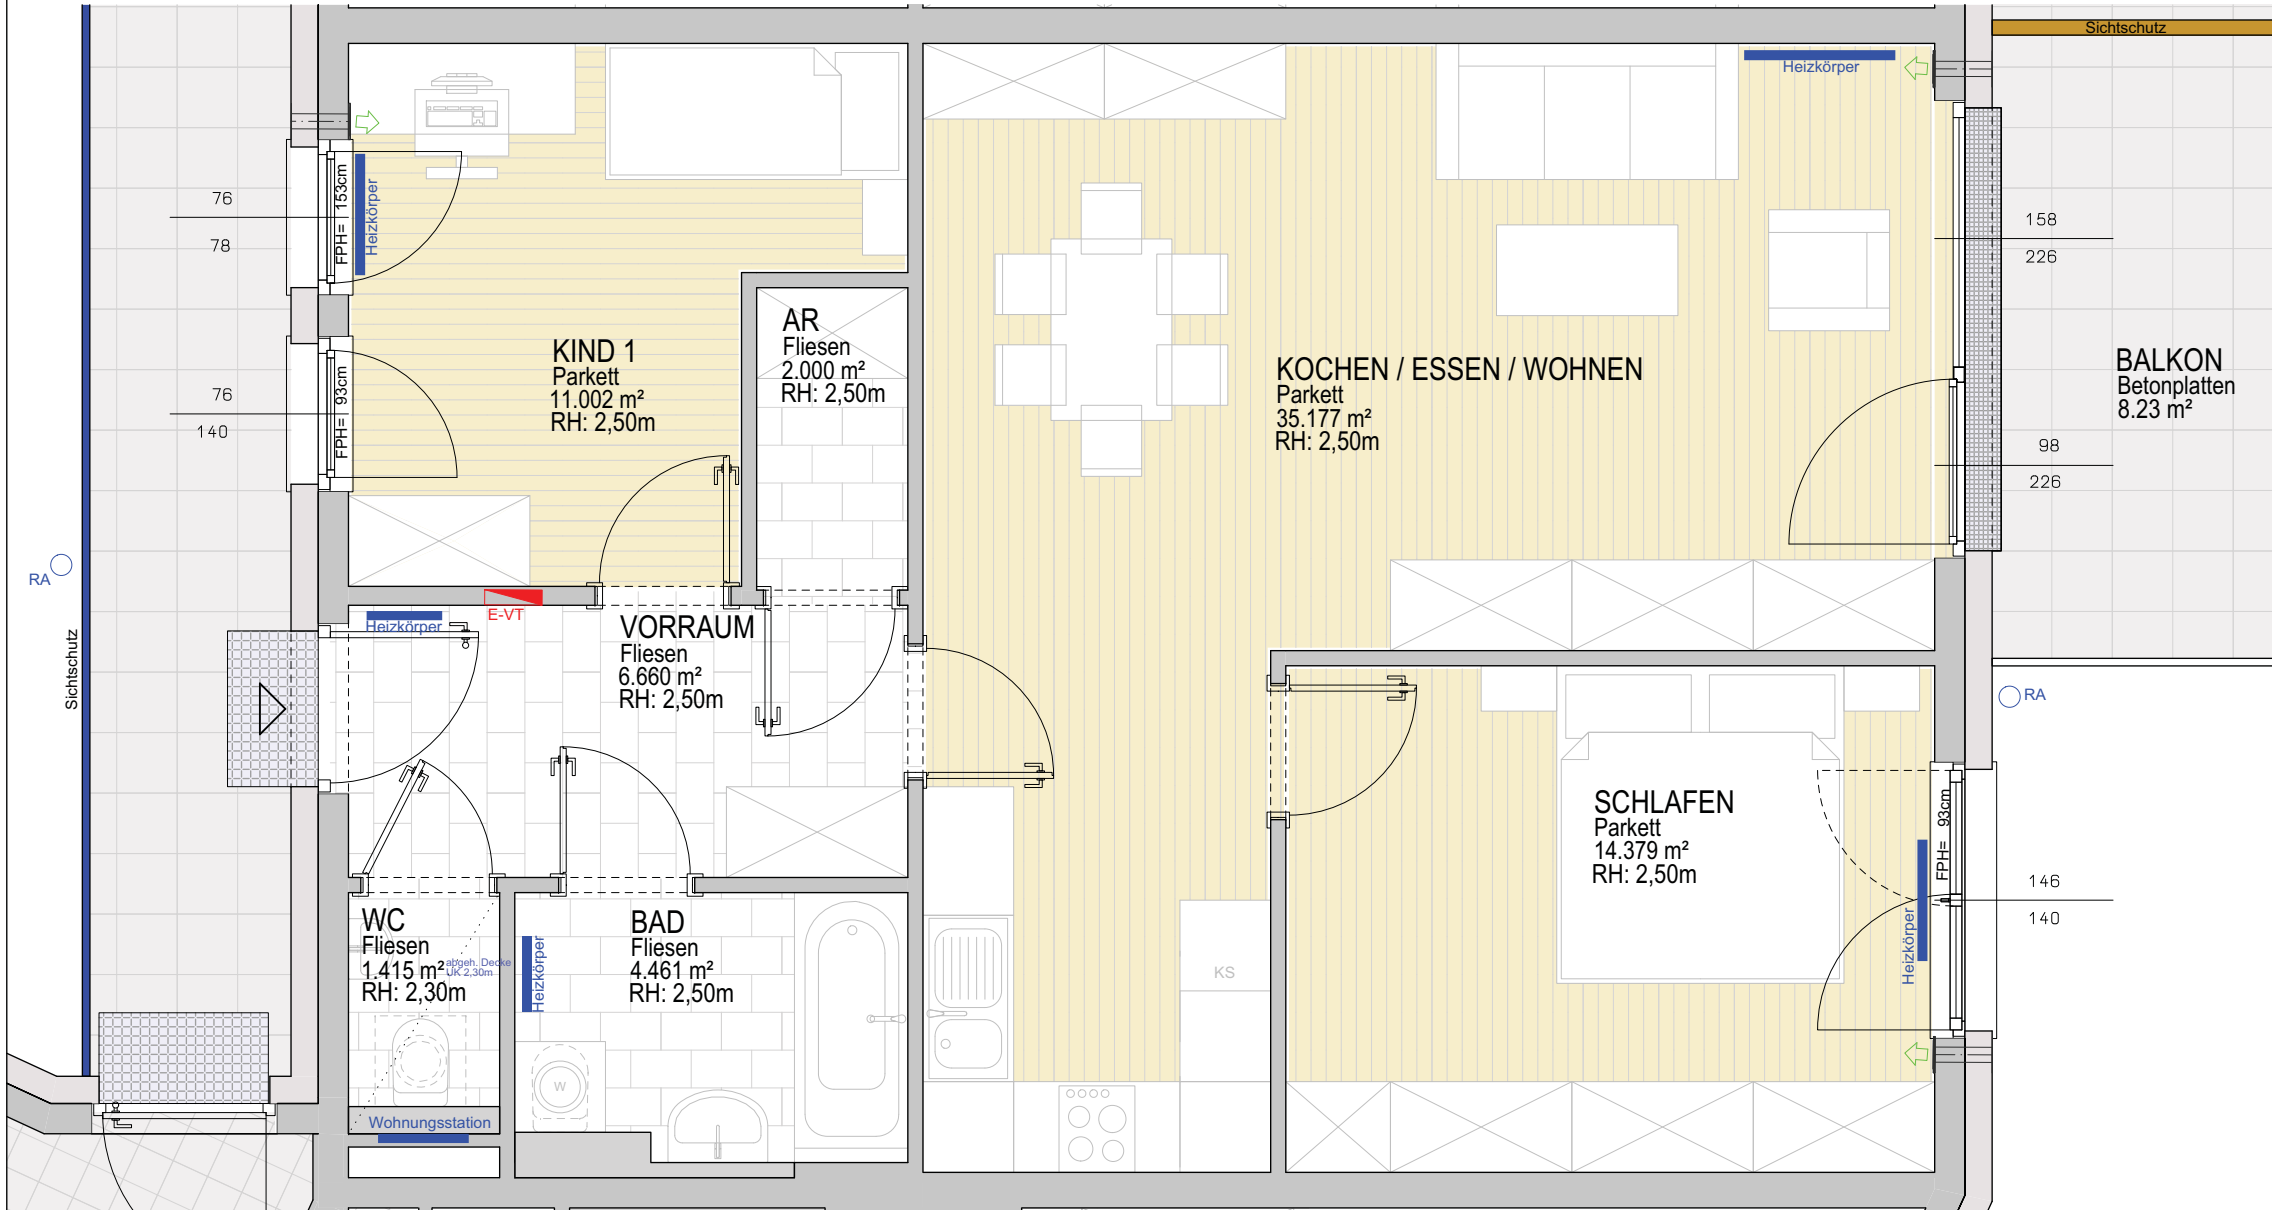 Sichtschutz
Heizkörper
76
78
FPH= 153cm
Heizkörper
158
226
AR
Fliesen
2.000 m²
RH: 2,50m
KIND 1
Parkett
11.002 m²
RH: 2,50m
KOCHEN / ESSEN / WOHNEN
Parkett
35.177 m²
RH: 2,50m
BALKON
Betonplatten
8.23 m²
76
140
FPH= 93cm
98
226
RA
Sichtschutz
E-VT
Heizkörper
VORRAUM
Fliesen
6.660 m²
RH: 2,50m
RA
SCHLAFEN
Parkett
14.379 m²
RH: 2,50m
FPH= 93cm
Heizkörper
146
140
WC
Fliesen
1.415 m²
RH: 2,30m
abgeh. Decke
UK 2,30m
Heizkörper
BAD
Fliesen
4.461 m²
RH: 2,50m
KS
W
Wohnungsstation